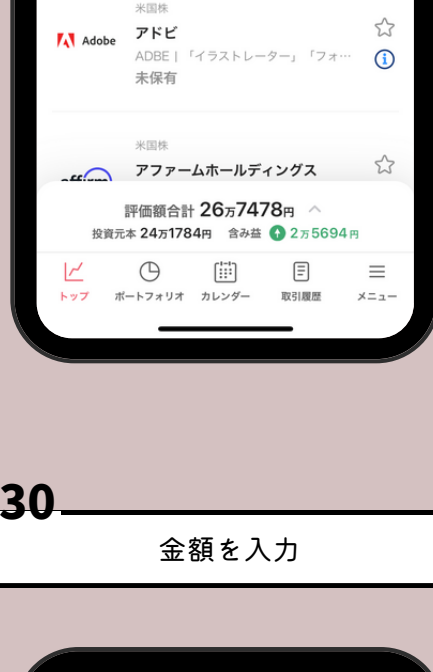 米国株
Adobe
アドビ
ADBE | 「イラストレーター」「フォ…
未保有
米国株
affirm
アファームホールディングス
評価額合計 26万7478円
投資元本 24万1784円 含み益 2万5694円
トップ ポートフォリオ カレンダー 取引履歴 メニュー
30
金額を入力